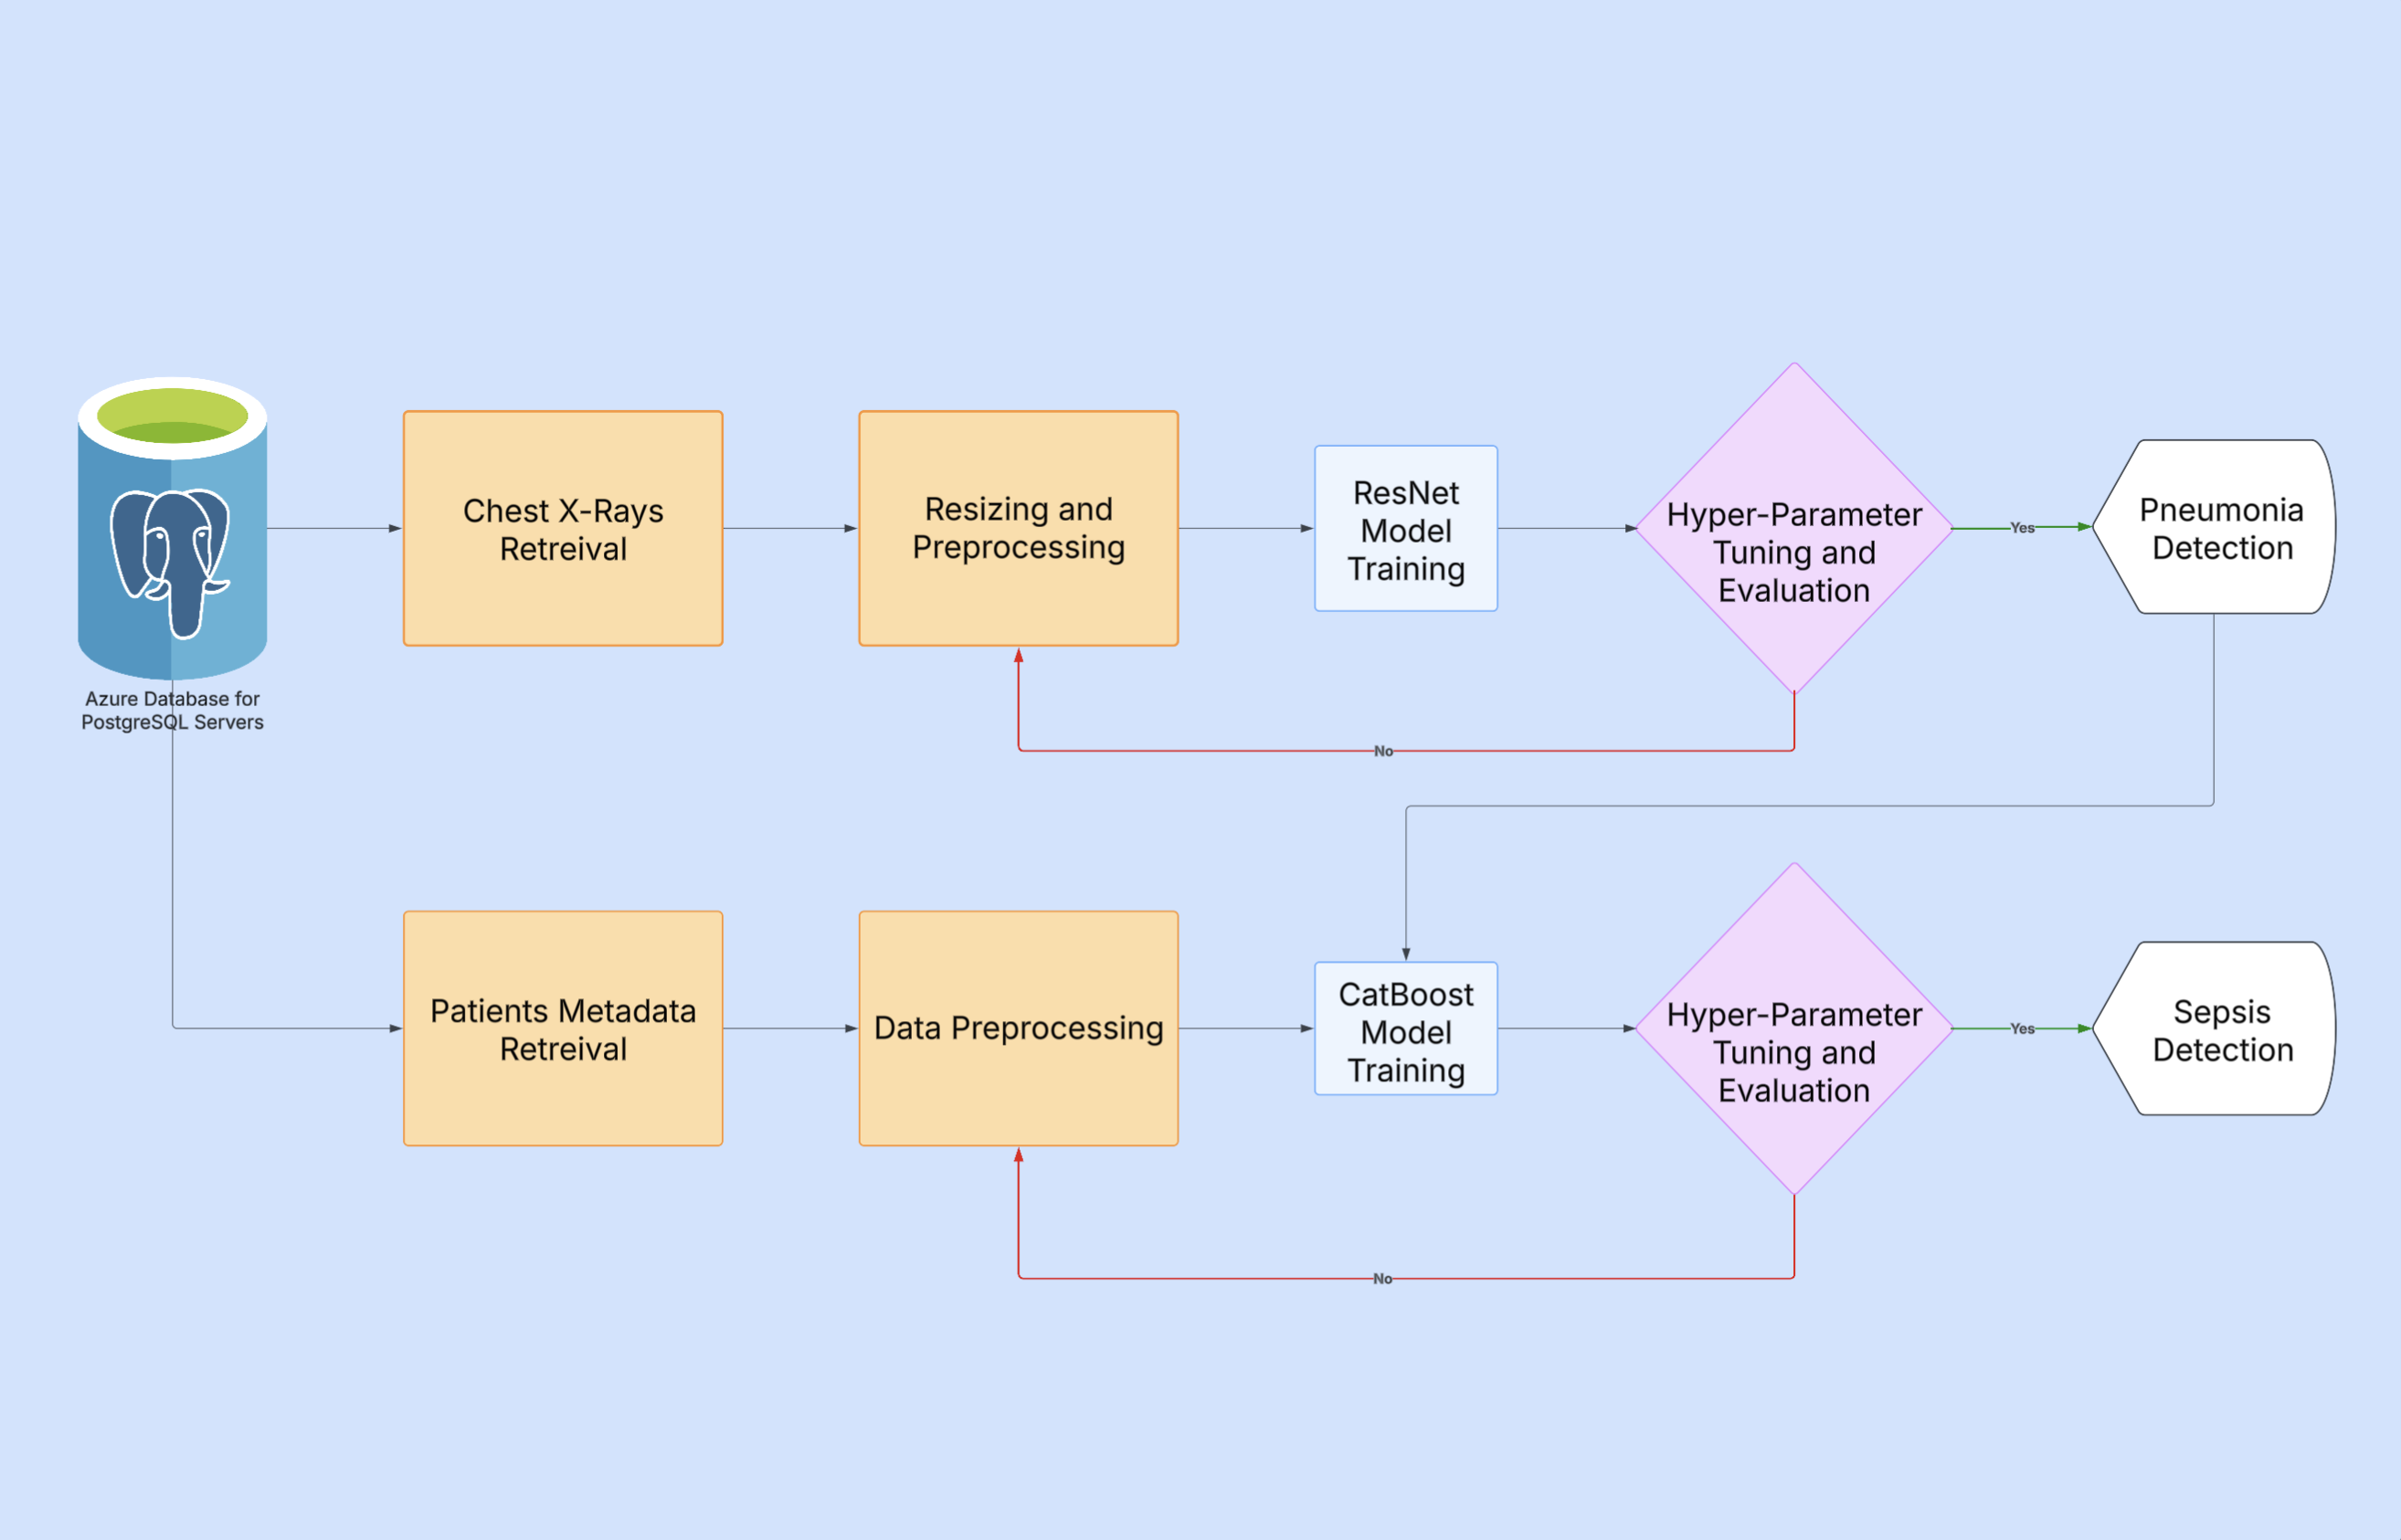 Azure Database for
PostgreSQL Servers
Chest X-Rays
Retreival
Resizing and
Preprocessing
ResNet
Model
Training
Hyper-Parameter
Tuning and
Evaluation
Yes
Pneumonia
Detection
No
Patients Metadata
Retreival
Data Preprocessing
CatBoost
Model
Training
Hyper-Parameter
Tuning and
Evaluation
Yes
Sepsis
Detection
No